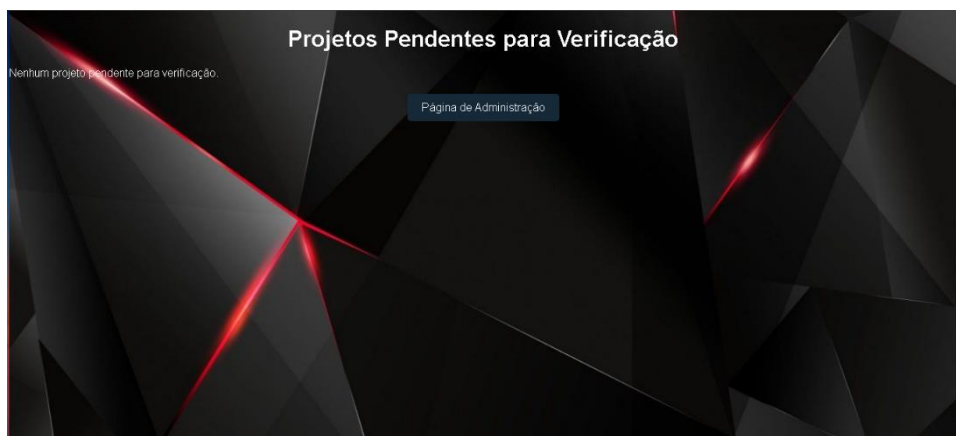 Projetos Pendentes para Verificação
Nenhum projeto pendente para verificação.
Página de Administração